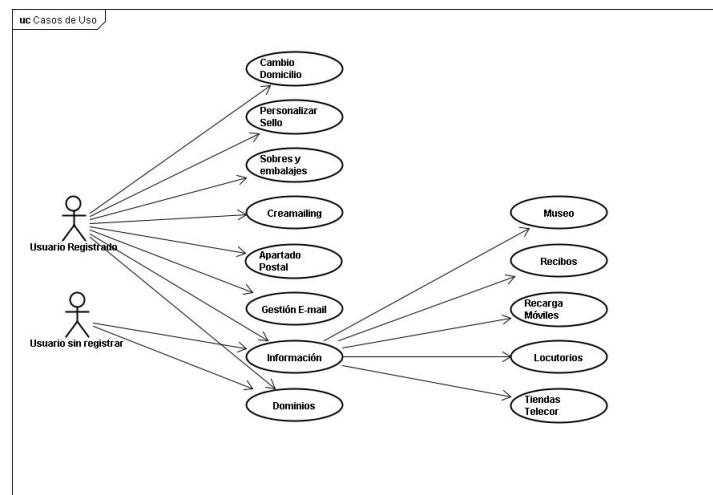 uc Casos de Uso
Cambio
Domicilio
Personalizar
Sello
Sobres y
embalajes
Creamailing
Apartado
Postal
Gestión E-mail
Información
Dominios
Usuario Registrado
Usuario sin registrar
Museo
Recibos
Recarga
Móviles
Locutorios
Tiendas
Telecor